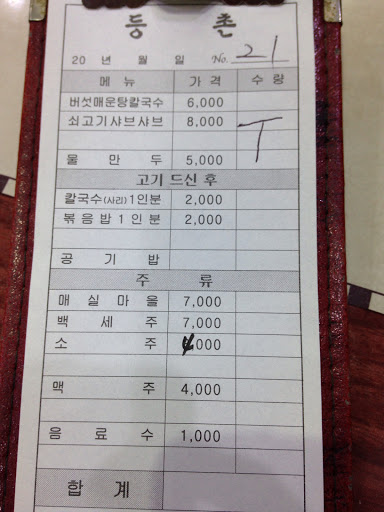 등 촌
20 년 월 일 No. 21
메 뉴 가 격 수 량
버섯매운탕칼국수 6,000
쇠고기샤브샤브 8,000
물 만 두 5,000
고기 드신 후
칼국수(사리)1인분 2,000
볶음밥1인분 2,000
공 기 밥
주 류
매 실 마 을 7,000
백 세 주 7,000
소 주 4,000
맥 주 4,000
음 료 수 1,000
합 계